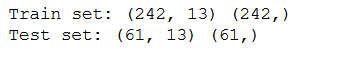 Train set: (242, 13) (242,)
Test set: (61, 13) (61,)